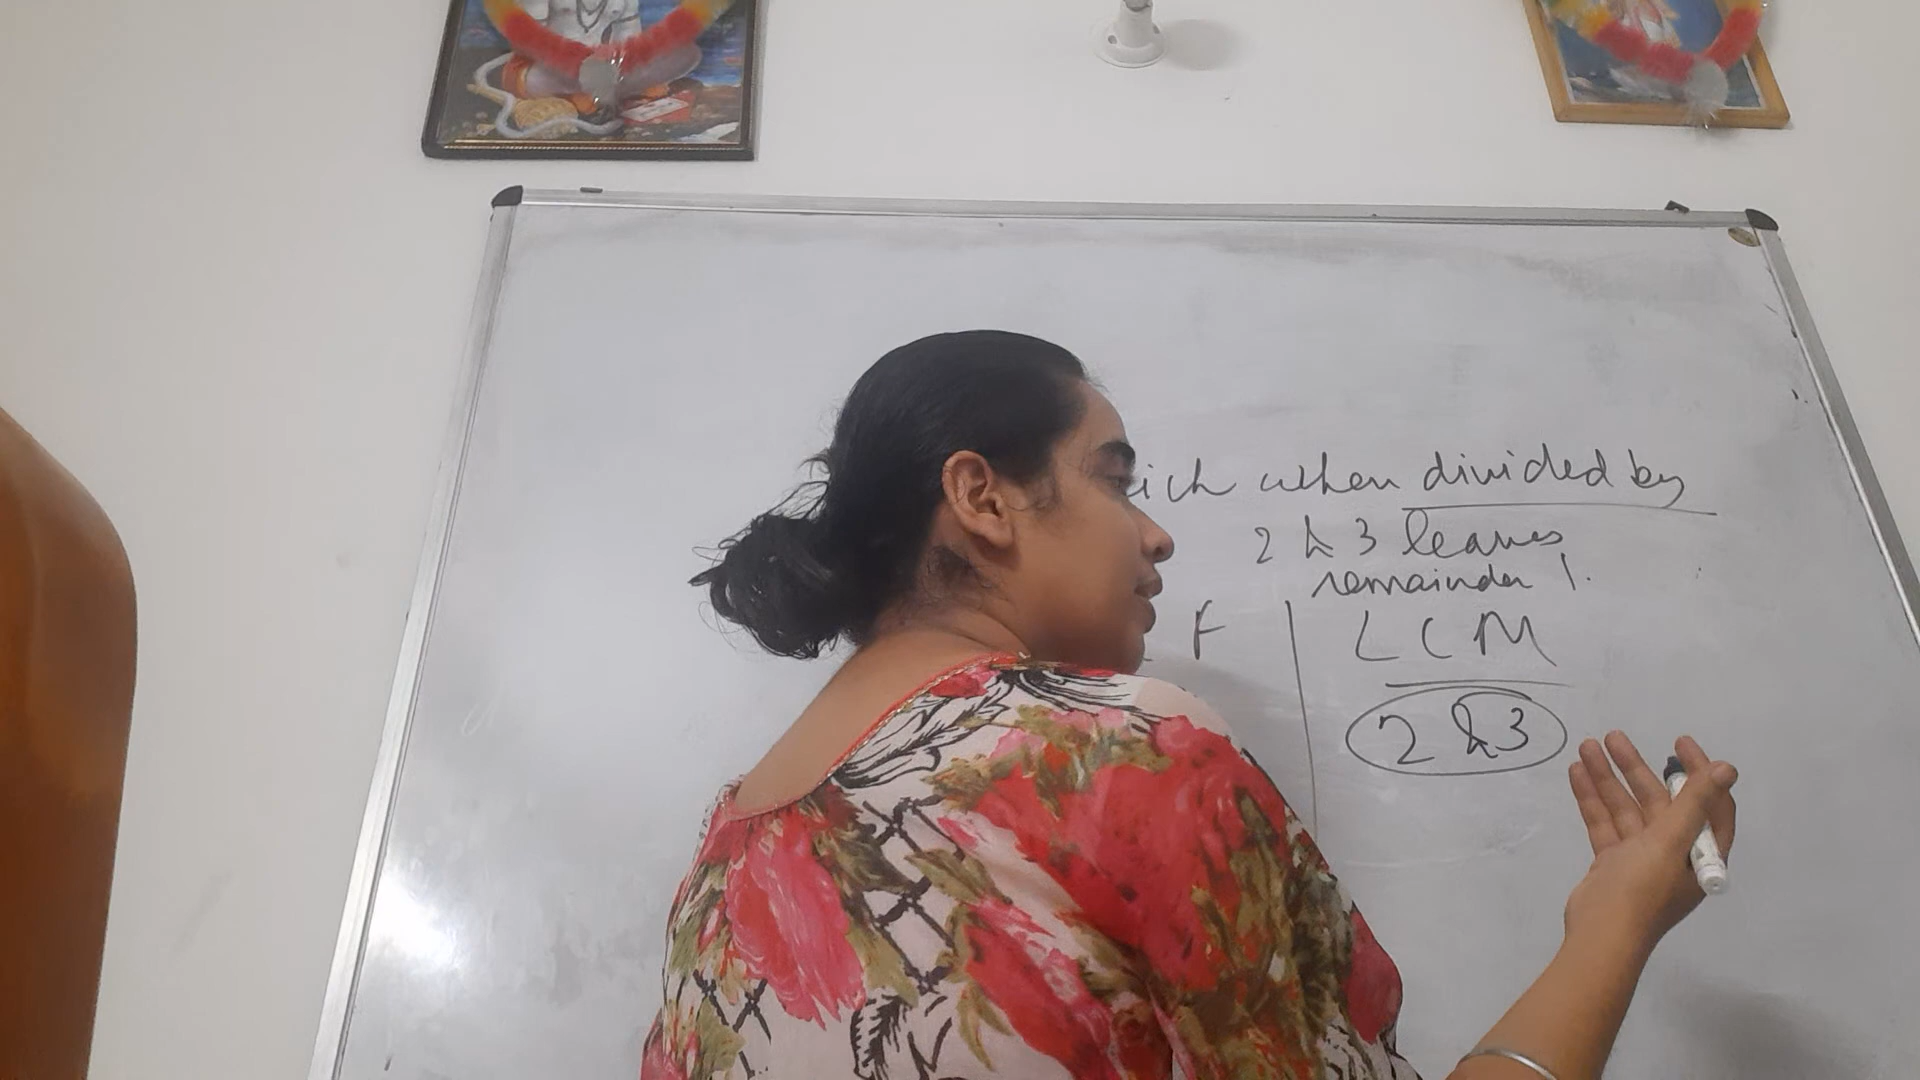 ich when divided by
2 & 3 leaves
remainder 1.
F
LCM
2 & 3